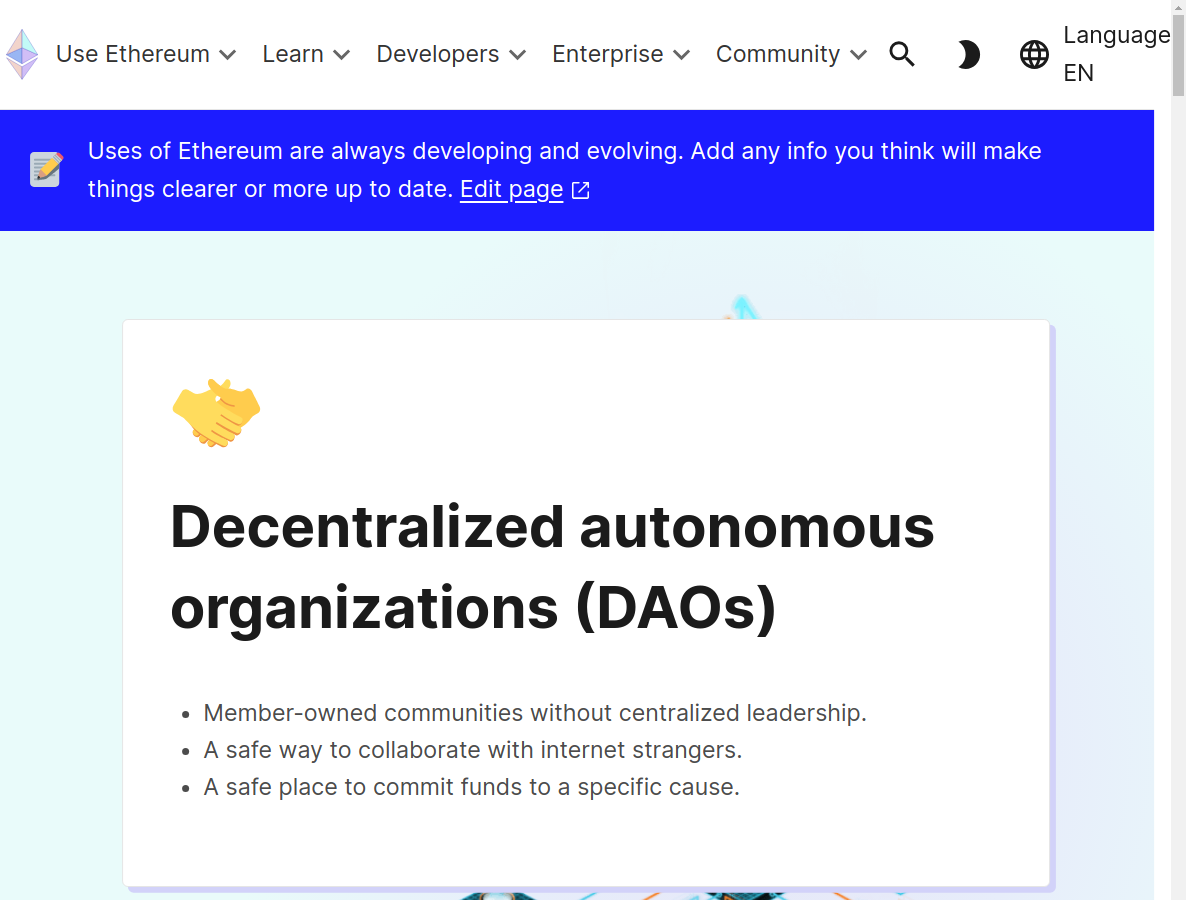 Use Ethereum Learn Developers Enterprise Community Language
EN
Uses of Ethereum are always developing and evolving. Add any info you think will make
things clearer or more up to date. Edit page
Decentralized autonomous
organizations (DAOs)
• Member-owned communities without centralized leadership.
• A safe way to collaborate with internet strangers.
• A safe place to commit funds to a specific cause.